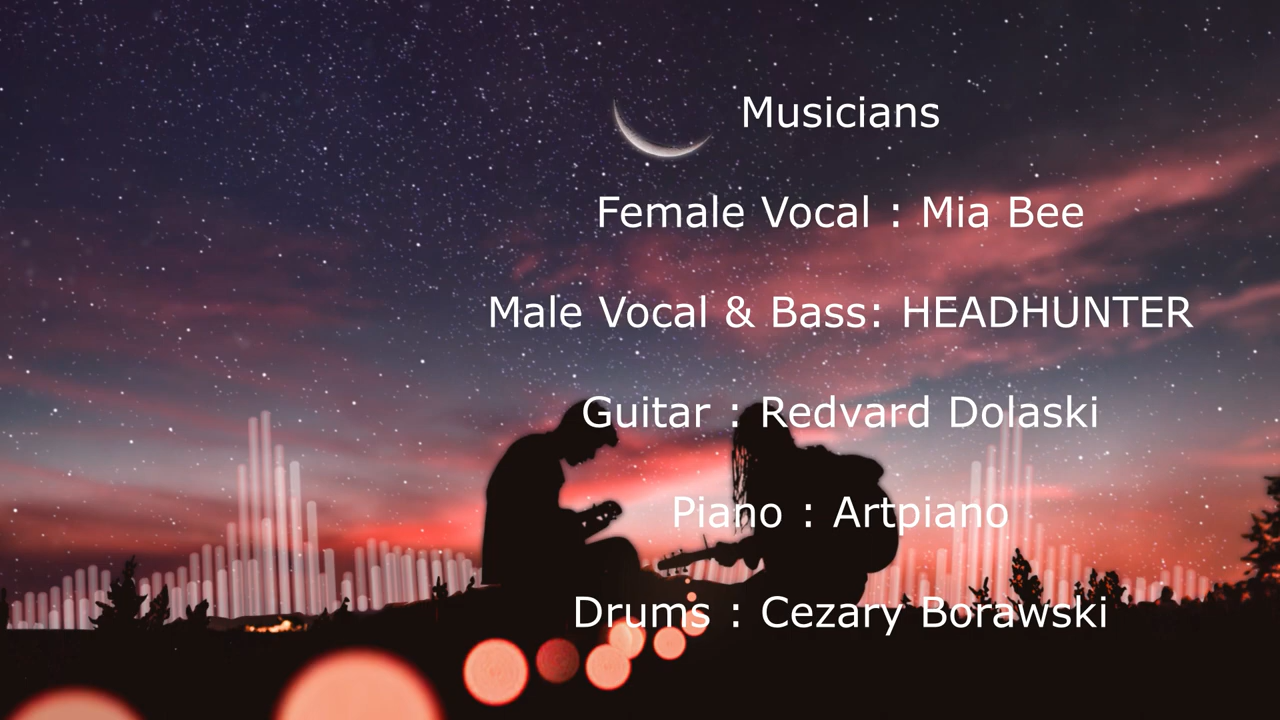 Musicians
Female Vocal : Mia Bee
Male Vocal & Bass: HEADHUNTER
Guitar : Redvard Dolaski
Piano : Artpiano
Drums : Cezary Borawski